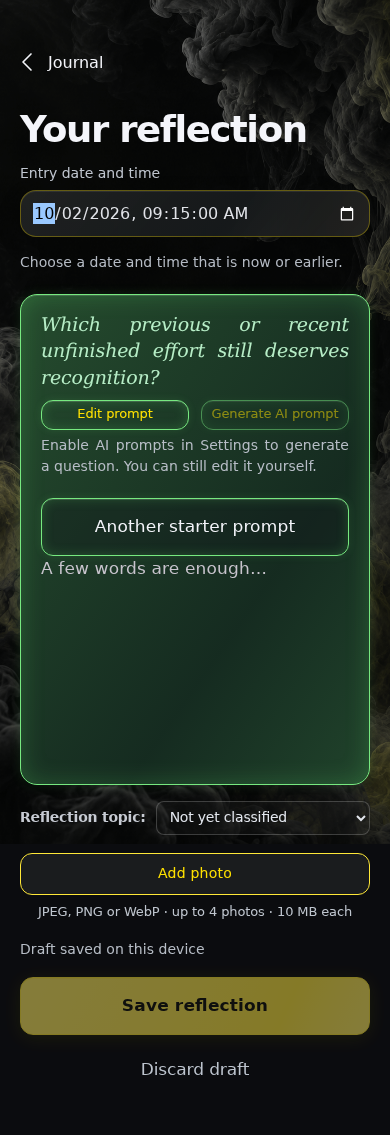 Journal
Your reflection
Entry date and time
10/02/2026, 09:15:00 AM
Choose a date and time that is now or earlier.
Which previous or recent
unfinished effort still deserves
recognition?
Edit prompt
Generate AI prompt
Enable AI prompts in Settings to generate
a question. You can still edit it yourself.
Another starter prompt
A few words are enough...
Reflection topic:
Not yet classified
Add photo
JPEG, PNG or WebP · up to 4 photos · 10 MB each
Draft saved on this device
Save reflection
Discard draft